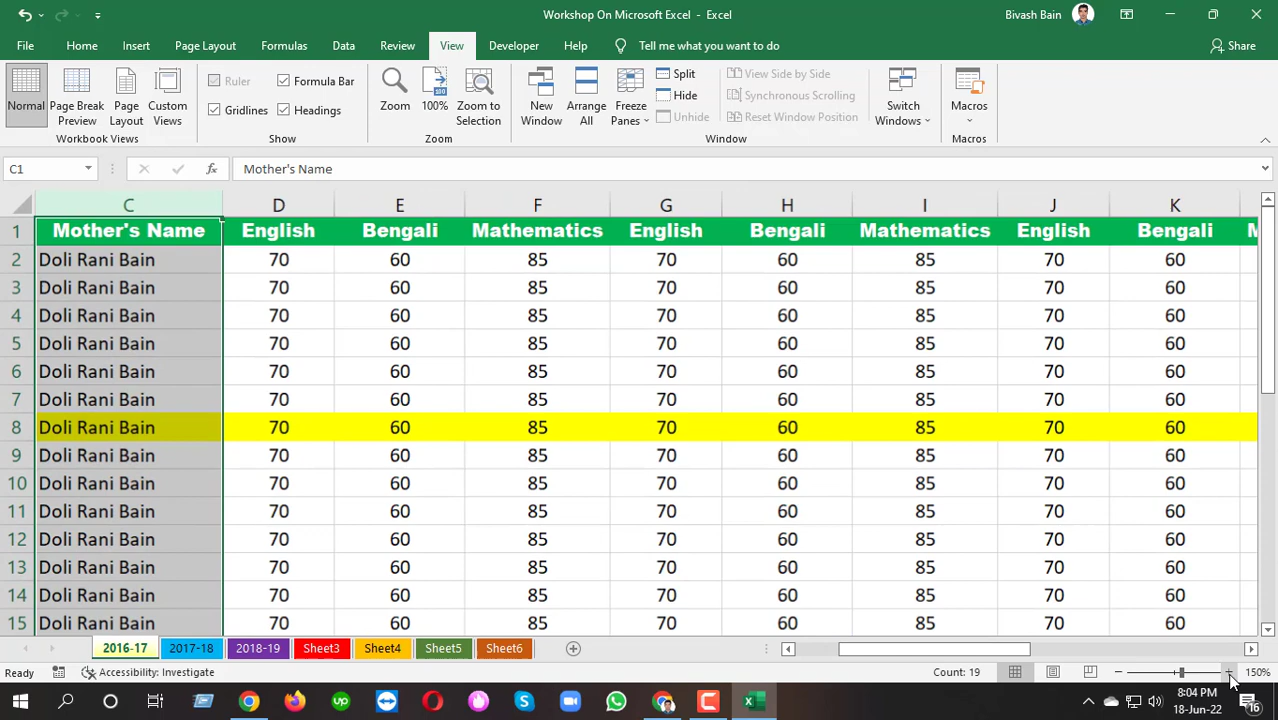 Workshop On Microsoft Excel - Excel
Bivash Bain
File Home Insert Page Layout Formulas Data Review View Developer Help Tell me what you want to do Share
Normal
Page Break Preview
Page Layout
Custom Views
Ruler Formula Bar
Gridlines Headings
Zoom
100%
Zoom to Selection
New Window
Arrange All
Freeze Panes
Split
Hide
Unhide
View Side by Side
Synchronous Scrolling
Reset Window Position
Switch Windows
Macros
Workbook Views Show Zoom Window Macros
C1 fx Mother's Name
C D E F G H I J K
1 Mother's Name English Bengali Mathematics English Bengali Mathematics English Bengali M
2 Doli Rani Bain 70 60 85 70 60 85 70 60
3 Doli Rani Bain 70 60 85 70 60 85 70 60
4 Doli Rani Bain 70 60 85 70 60 85 70 60
5 Doli Rani Bain 70 60 85 70 60 85 70 60
6 Doli Rani Bain 70 60 85 70 60 85 70 60
7 Doli Rani Bain 70 60 85 70 60 85 70 60
8 Doli Rani Bain 70 60 85 70 60 85 70 60
9 Doli Rani Bain 70 60 85 70 60 85 70 60
10 Doli Rani Bain 70 60 85 70 60 85 70 60
11 Doli Rani Bain 70 60 85 70 60 85 70 60
12 Doli Rani Bain 70 60 85 70 60 85 70 60
13 Doli Rani Bain 70 60 85 70 60 85 70 60
14 Doli Rani Bain 70 60 85 70 60 85 70 60
15 Doli Rani Bain 70 60 85 70 60 85 70 60
2016-17 2017-18 2018-19 Sheet3 Sheet4 Sheet5 Sheet6
Ready Accessibility: Investigate Count: 19 150%
8:04 PM
18-Jun-22
16